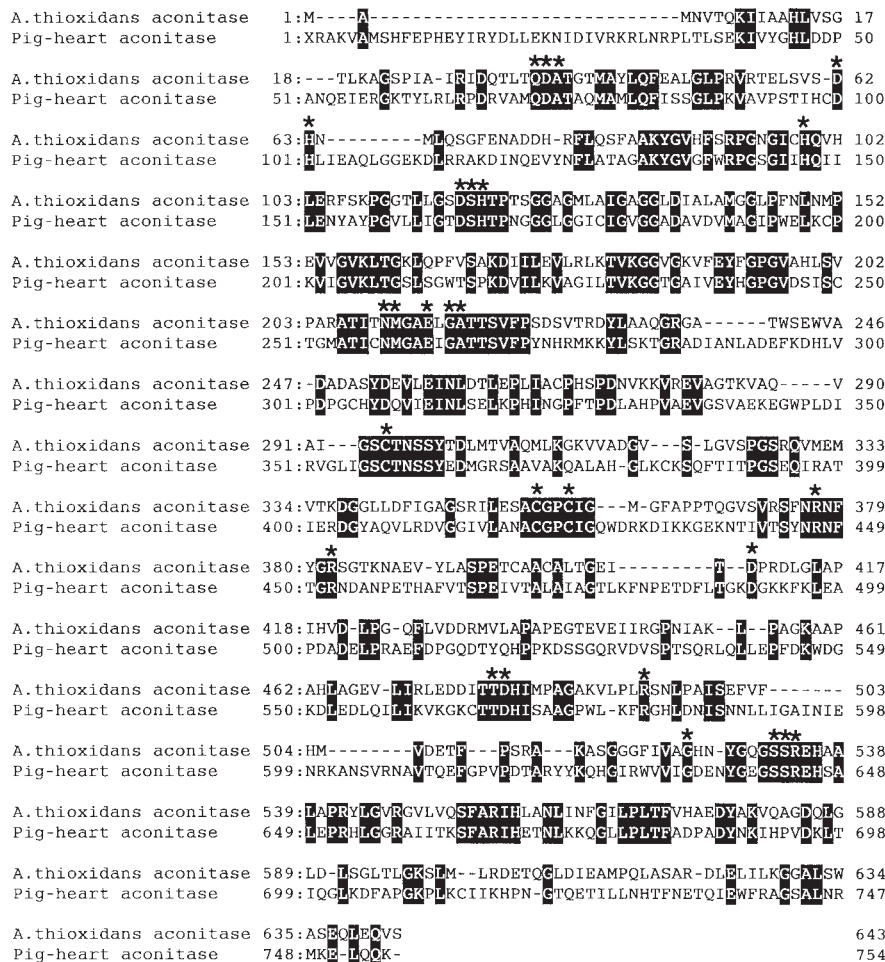 A.thioxidans aconitase 1:M----A----------------------------MNVTQKIIAAHLVSG 17
Pig-heart aconitase 1:XRAKVAMSHFEPHEYIRYDLLEKNIDIVRKRLNRPLTLSEKIVYGHLDDP 50
*** *
A.thioxidans aconitase 18:---TLKAGSPIA-IRIDQTLTQDATGTMAYLQFEALGLPRVRTELSVS-D 62
Pig-heart aconitase 51:ANQEIERGKTYLRLRPDRVAMQDATAQMAMLQFISSGLPKVAVPSTIHCD 100
* *
A.thioxidans aconitase 63:HN---------MLQSGFENADDH-RFLQSFAAKYGVHFSRPGNGICHQVH 102
Pig-heart aconitase 101:HLIEAQLGGEKDLRRAKDINQEVYNFLATAGAKYGVGFWRPGSGIIHQII 150
***
A.thioxidans aconitase 103:LERFSKPGGTLLGSDSHTPTSGGAGMLAIGAGGLDIALAMGGLPFNLNMP 152
Pig-heart aconitase 151:LENYAYPGVLLIGTDSHTPNGGGLGGICIGVGGADAVDVMAGIPWELKCP 200
A.thioxidans aconitase 153:EVVGVKLTGKLQPFVSAKDIILEVLRLKTVKGGVGKVFEYFGPGVAHLSV 202
Pig-heart aconitase 201:KVIGVKLTGSLSGWTSPKDVILKVAGILTVKGGTGAIVEYHGPGVDSISC 250
** * **
A.thioxidans aconitase 203:PARATITNMGAELGATTSVFPSDSVTRDYLAAQGRGA------TWSEWVA 246
Pig-heart aconitase 251:TGMATICNMGAEIGATTSVFPYNHRMKKYLSKTGRADIANLADEFKDHLV 300
A.thioxidans aconitase 247:-DADASYDEVLEINLDTLEPLIACPHSPDNVKKVREVAGTKVAQ-----V 290
Pig-heart aconitase 301:PDPGCHYDQVIEINLSELKPHINGPFTPDLAHPVAEVGSVAEKEGWPLDI 350
*
A.thioxidans aconitase 291:AI---GSCTNSSYTDLMTVAQMLKGKVVADGV---S-LGVSPGSRQVMEM 333
Pig-heart aconitase 351:RVGLIGSCTNSSYEDMGRSAAVAKQALAH-GLKCKSQFTITPGSEQIRAT 399
* * *
A.thioxidans aconitase 334:VTKDGGLLDFIGAGSRILESACGPCIG---M-GFAPPTQGVSVRSFNRNF 379
Pig-heart aconitase 400:IERDGYAQVLRDVGGIVLANACGPCIGQWDRKDIKKGEKNTIVTSYNRNF 449
* *
A.thioxidans aconitase 380:YGRSGTKNAEV-YLASPETCAACALTGEI---------T--DPRDLGLAP 417
Pig-heart aconitase 450:TGRNDANPETHAFVTSPEIVTALAIAGTLKFNPETDFLTGKDGKKFKLEA 499
A.thioxidans aconitase 418:IHVD-LPG-QFLVDDRMVLAPAPEGTEVEIIRGPNIAK--L--PAGKAAP 461
Pig-heart aconitase 500:PDADELPRAEFDPGQDTYQHPPKDSSGQRVDVSPTSQRLQLLEPFDKWDG 549
** *
A.thioxidans aconitase 462:AHLAGEV-LIRLEDDITTTDHIMPAGAKVLPLRSNLPAISEFVF------- 503
Pig-heart aconitase 550:KDLEDLQILIKVKGKCTTDHISAAGPWL-KFRGHLDNISNNLLIGAINIE 598
* ***
A.thioxidans aconitase 504:HM------VDETF---PSRA---KASGGGFIVAGHN-YGQGSSREHAA 538
Pig-heart aconitase 599:NRKANSVRNAVTQEFGPVPDTARYYKQHGIRWVVIGDENYGEGSSREHSA 648
A.thioxidans aconitase 539:LAPRYLGVRGVLVQSFARIHLANLINFGILPLTFVHAEDYAKVQAGDQLG 588
Pig-heart aconitase 649:LEPRHLGGRAIITKSFARIHETNLKKQGLLPLTFADPADYNKIHPVDKLT 698
A.thioxidans aconitase 589:LD-LSGLTLGKSLM--LRDETQGLDIEAMPQLASAR-DLELILKGGALSW 634
Pig-heart aconitase 699:IQGLKDFAPGKPLKCIIKHPN-GTQETILLNHTFNETQIEWFRAGSALNR 747
A.thioxidans aconitase 635:ASEQLEQVS 643
Pig-heart aconitase 748:MKE-LQQK- 754